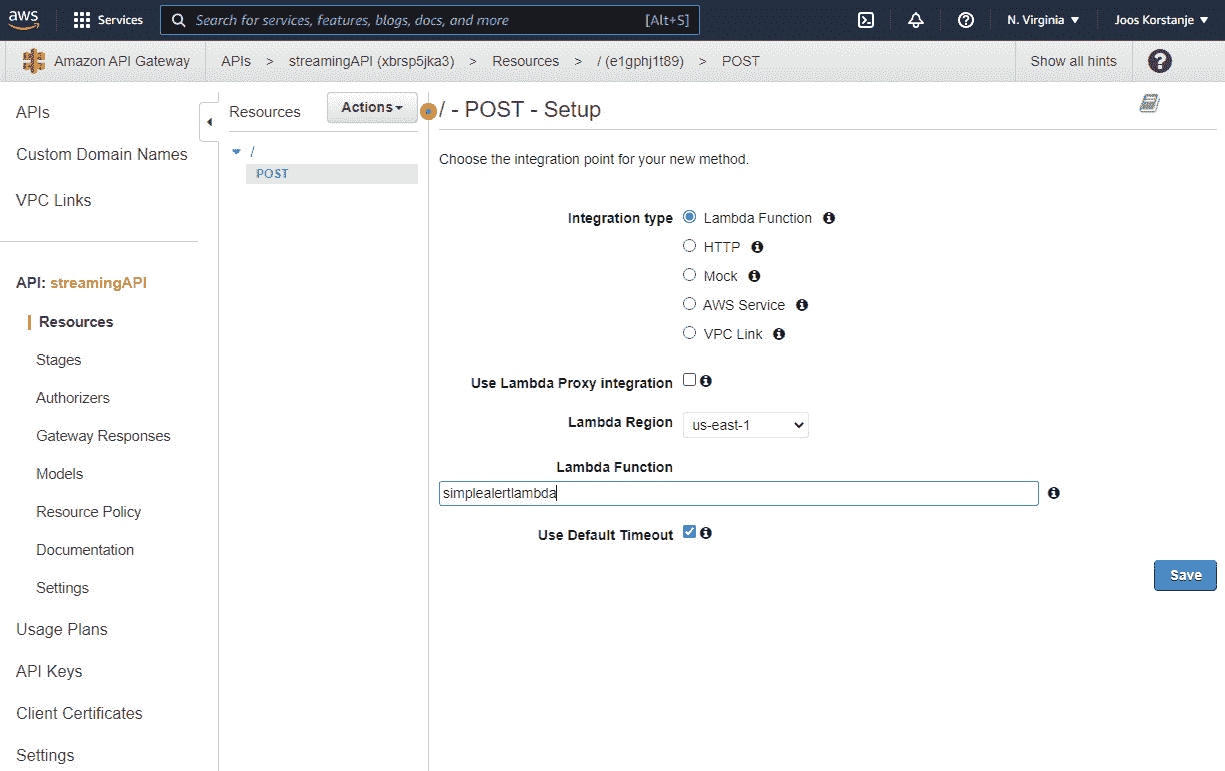 aws Services Search for services, features, blogs, docs, and more [Alt+S] N. Virginia Joos Korstanje
Amazon API Gateway APIs > streamingAPI (xbrsp5jka3) > Resources > / (e1gphj1t89) > POST Show all hints ?
APIs
Custom Domain Names
VPC Links
API: streamingAPI
Resources
Stages
Authorizers
Gateway Responses
Models
Resource Policy
Documentation
Settings
Usage Plans
API Keys
Client Certificates
Settings
Resources Actions
/
POST
/ - POST - Setup
Choose the integration point for your new method.
Integration type Lambda Function
HTTP
Mock
AWS Service
VPC Link
Use Lambda Proxy integration
Lambda Region us-east-1
Lambda Function
simplealertlambda
Use Default Timeout
Save